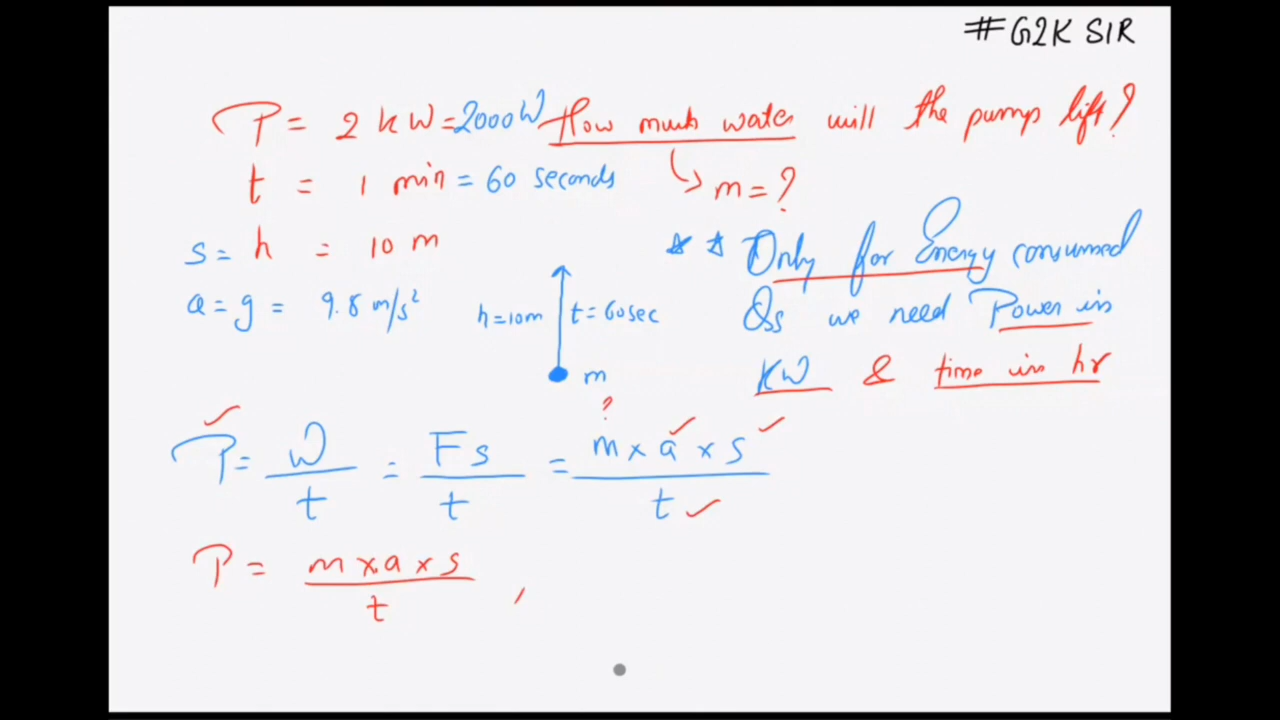 #G2K SIR
P = 2 kW = 2000W How much water will the pump lift?
t = 1 min = 60 seconds
m = ?
s = h = 10 m
☆ ☆ Only for Energy consumed
a = g = 9.8 m/s²
h = 10m t = 60sec
Qss we need Power in
m
KW & time in hr
?
P = W/t = Fs/t = m × a × s/t
P = m × a × s/t ,